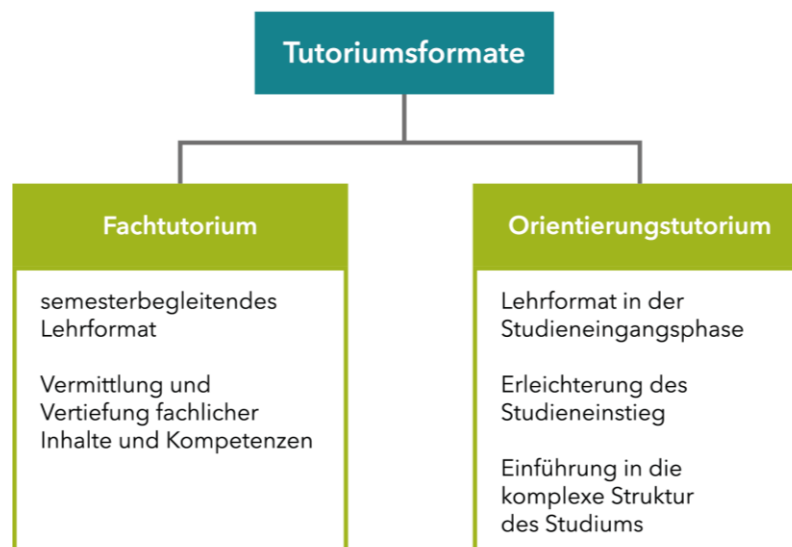 Tutoriumsformate
Fachtutorium
semesterbegleitendes
Lehrformat
Vermittlung und
Vertiefung fachlicher
Inhalte und Kompetenzen
Orientierungstutorium
Lehrformat in der
Studieneingangsphase
Erleichterung des
Studieneinstieg
Einführung in die
komplexe Struktur
des Studiums